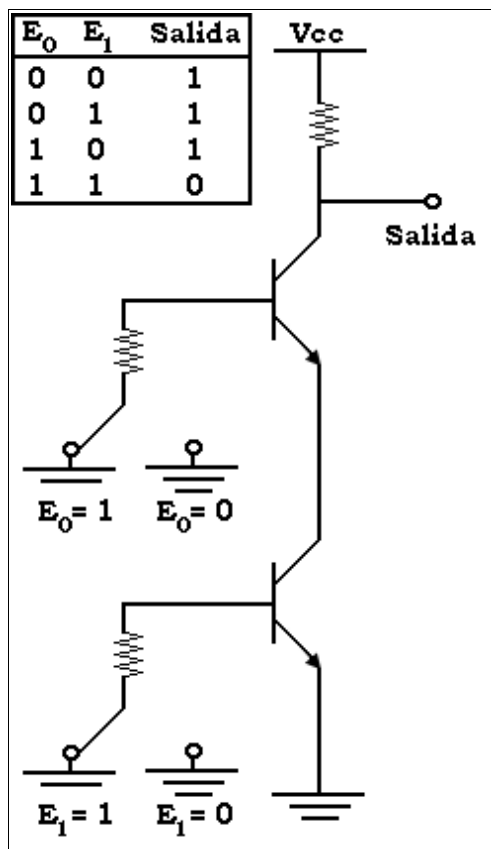 E0 E1 Salida
0 0 1
0 1 1
1 0 1
1 1 0
Vcc
Salida
E0= 1 E0= 0
E1= 1 E1= 0